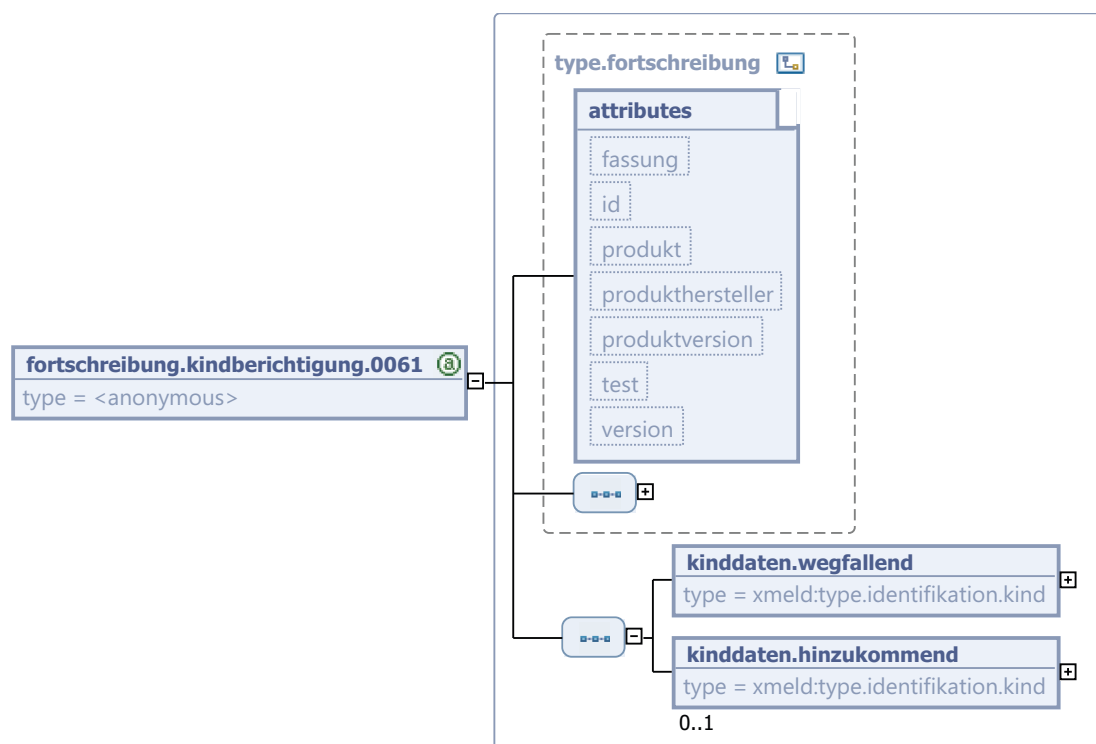 type.fortschreibung
attributes
fassung
id
produkt
produkthersteller
produktversion
test
version
fortschreibung.kindberichtigung.0061 @
type = <anonymous>
kinddaten.wegfallend
type = xmeld:type.identifikation.kind
kinddaten.hinzukommend
type = xmeld:type.identifikation.kind
0..1